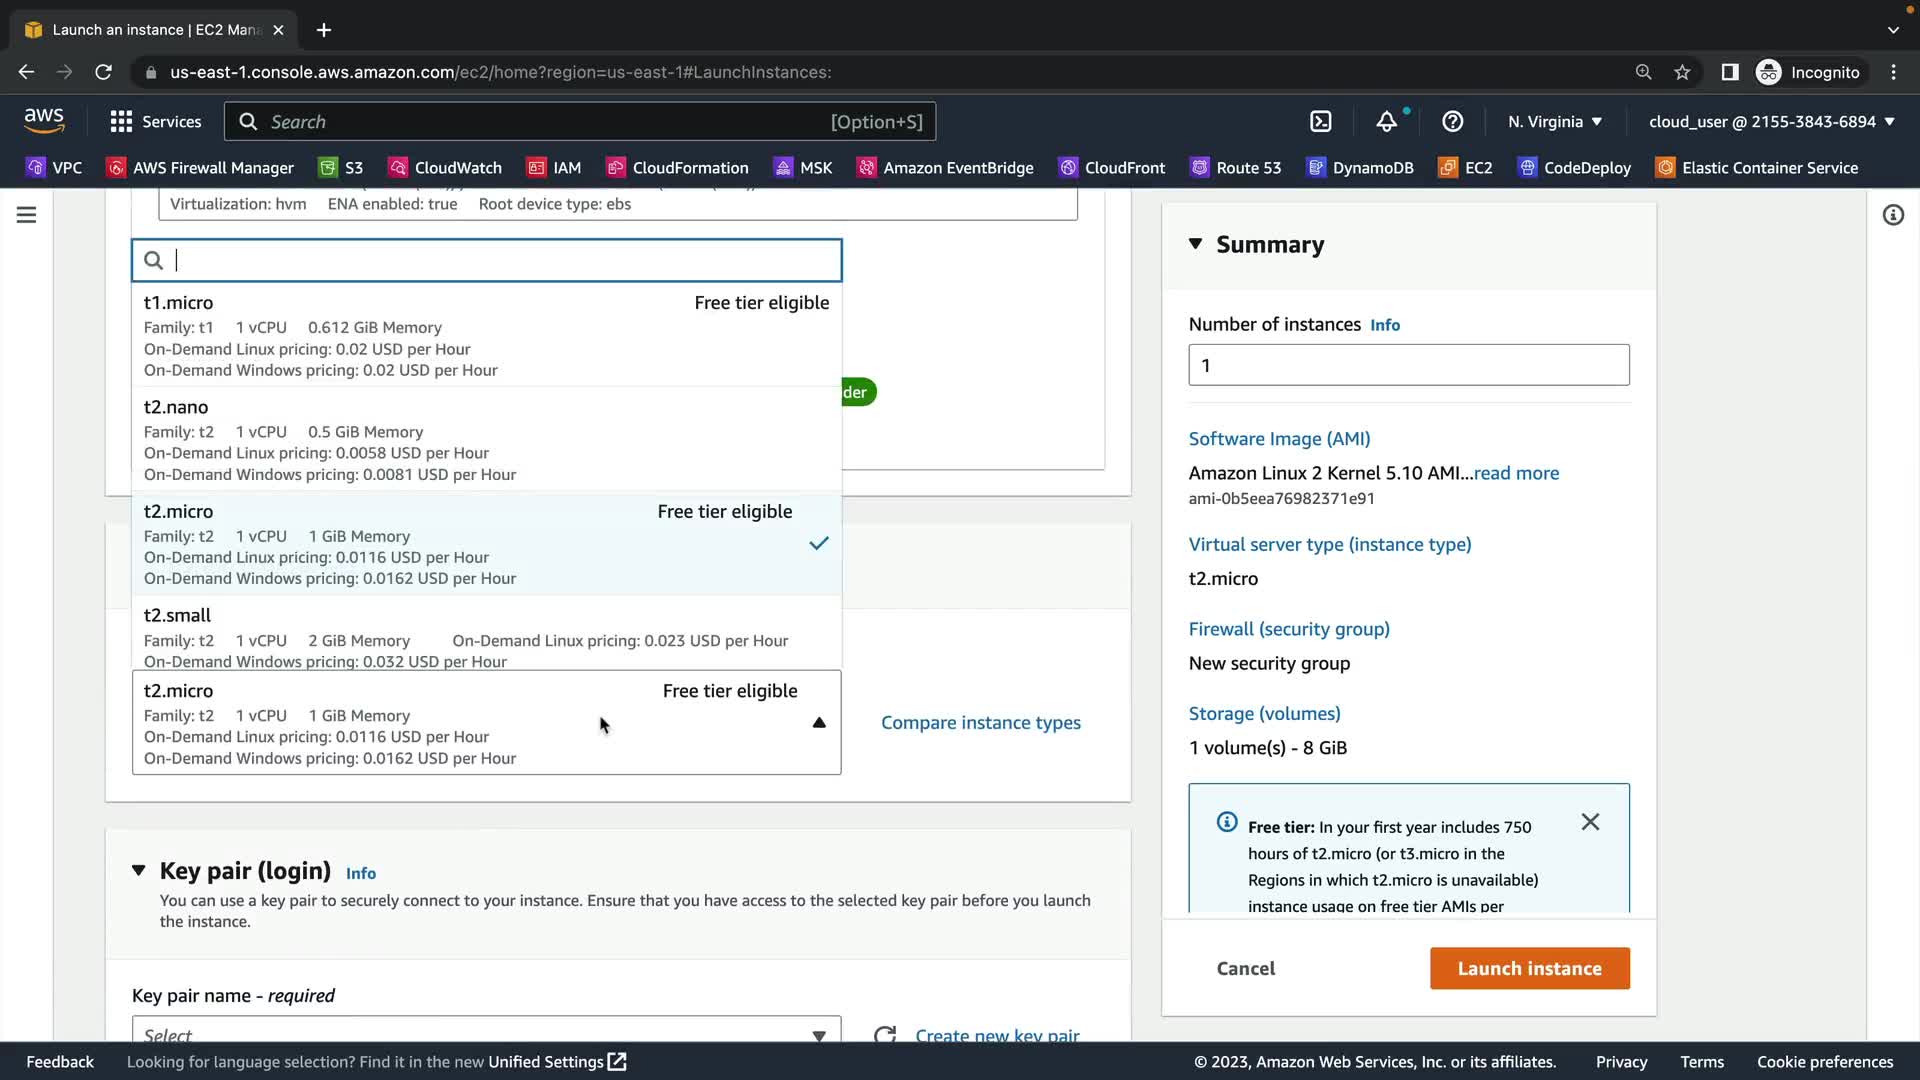 Launch an instance | EC2 Mana
us-east-1.console.aws.amazon.com/ec2/home?region=us-east-1#LaunchInstances:
Incognito
aws
Services
Search
[Option+S]
N. Virginia
cloud_user @ 2155-3843-6894
VPC
AWS Firewall Manager
S3
CloudWatch
IAM
CloudFormation
MSK
Amazon EventBridge
CloudFront
Route 53
DynamoDB
EC2
CodeDeploy
Elastic Container Service
Virtualization: hvm ENA enabled: true Root device type: ebs
t1.micro Free tier eligible
Family: t1 1 vCPU 0.612 GiB Memory
On-Demand Linux pricing: 0.02 USD per Hour
On-Demand Windows pricing: 0.02 USD per Hour
der
t2.nano
Family: t2 1 vCPU 0.5 GiB Memory
On-Demand Linux pricing: 0.0058 USD per Hour
On-Demand Windows pricing: 0.0081 USD per Hour
t2.micro Free tier eligible
Family: t2 1 vCPU 1 GiB Memory
On-Demand Linux pricing: 0.0116 USD per Hour
On-Demand Windows pricing: 0.0162 USD per Hour
t2.small
Family: t2 1 vCPU 2 GiB Memory On-Demand Linux pricing: 0.023 USD per Hour
On-Demand Windows pricing: 0.032 USD per Hour
t2.micro Free tier eligible
Family: t2 1 vCPU 1 GiB Memory
On-Demand Linux pricing: 0.0116 USD per Hour
On-Demand Windows pricing: 0.0162 USD per Hour
Compare instance types
Key pair (login) Info
You can use a key pair to securely connect to your instance. Ensure that you have access to the selected key pair before you launch
the instance.
Key pair name - required
Select
Create new key pair
Summary
Number of instances Info
1
Software Image (AMI)
Amazon Linux 2 Kernel 5.10 AMI...read more
ami-0b5eea76982371e91
Virtual server type (instance type)
t2.micro
Firewall (security group)
New security group
Storage (volumes)
1 volume(s) - 8 GiB
Free tier: In your first year includes 750
hours of t2.micro (or t3.micro in the
Regions in which t2.micro is unavailable)
instance usage on free tier AMIs per
Cancel
Launch instance
Feedback
Looking for language selection? Find it in the new Unified Settings
© 2023, Amazon Web Services, Inc. or its affiliates.
Privacy
Terms
Cookie preferences